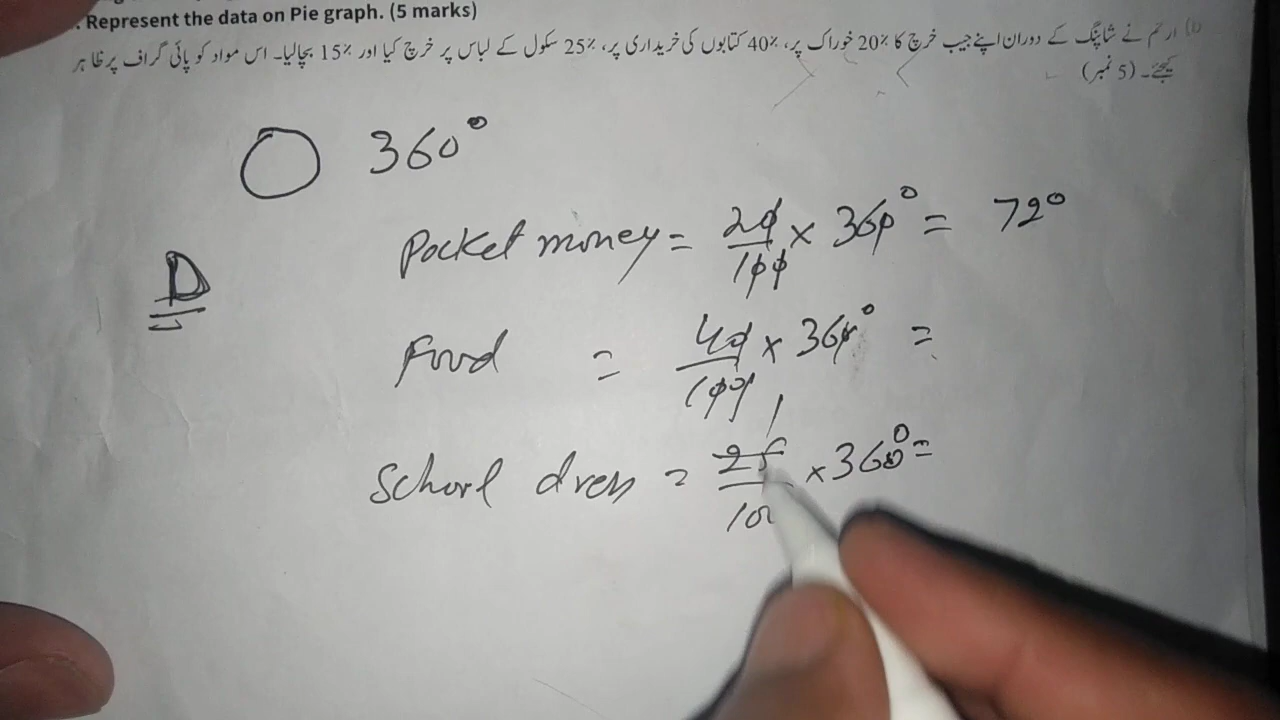 . Represent the data on Pie graph. (5 marks)
ارحم نے شاپنگ کے دوران اپنے جیب خرچ کا 20٪ خوراک پر، 40٪ کتابوں کی خریداری پر، 25٪ سکول کے لباس پر خرچ کیا اور 15٪ بچالیا۔ اس مواد کو پائی گراف پر ظاہر
کیجئے۔ (5 نمبر)
360°
Pocket money = 20/100 × 360° = 72°
D
Food = 40/100 × 360° =
School dress = 25/100 × 360° =
1